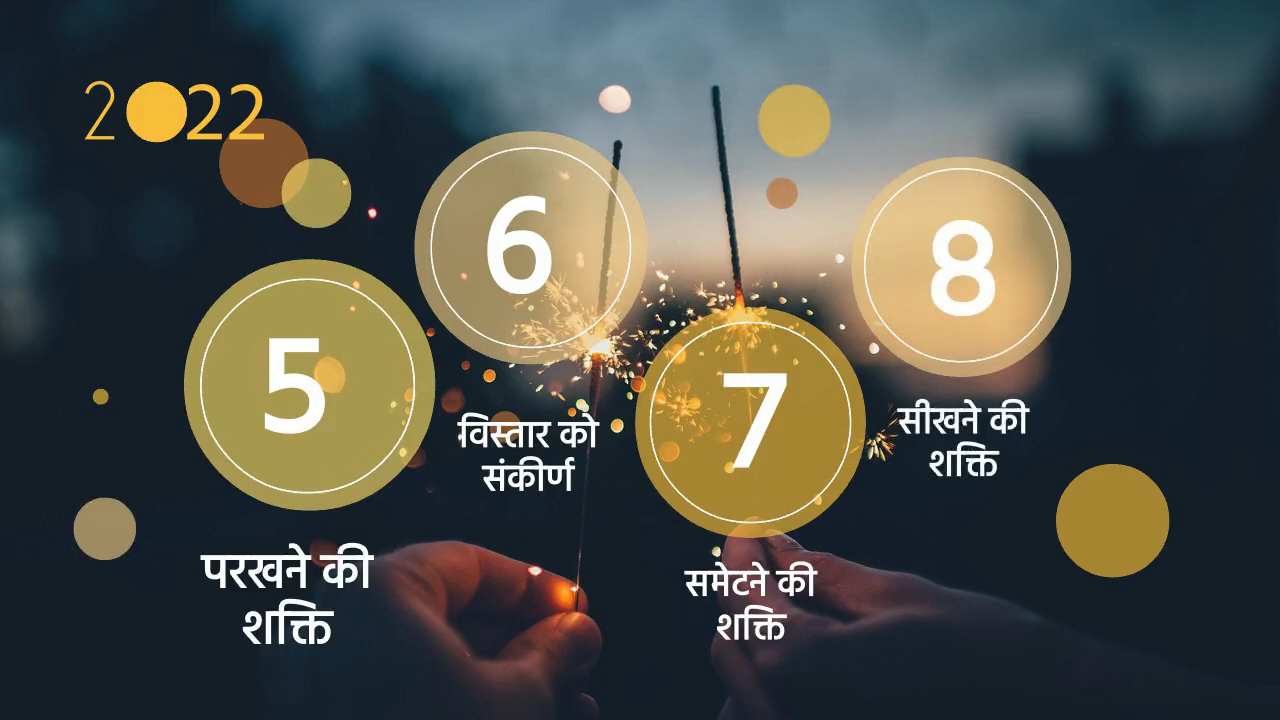 2022
5
परखने की
शक्ति
6
विस्तार को
संकीर्ण
7
समेटने की
शक्ति
8
सीखने की
शक्ति